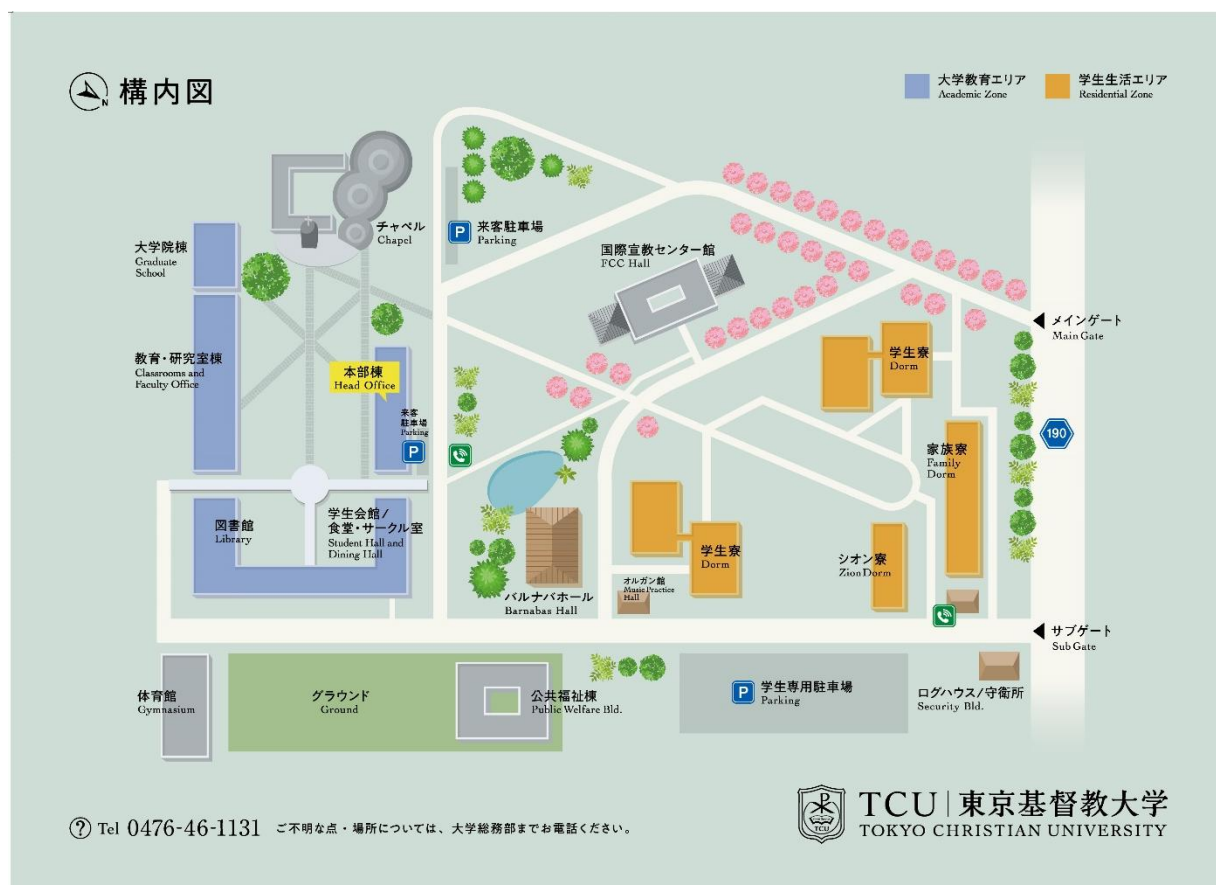 N
構内図
大学教育エリア
Academic Zone
学生生活エリア
Residential Zone
チャペル
Chapel
P
来客駐車場
Parking
大学院棟
Graduate
School
国際宣教センター館
FCC Hall
メインゲート
Main Gate
教育・研究室棟
Classrooms and
Faculty Office
本部棟
Head Office
学生寮
Dorm
来客
駐車場
Parking
P
190
家族寮
Family
Dorm
図書館
Library
学生会館/
食堂・サークル室
Student Hall and
Dining Hall
学生寮
Dorm
シオン寮
Zion Dorm
オルガン館
Music Practice
Hall
バルナバホール
Barnabas Hall
サブゲート
Sub Gate
体育館
Gymnasium
グラウンド
Ground
公共福祉棟
Public Welfare Bld.
P
学生専用駐車場
Parking
ログハウス/守衛所
Security Bld.
? Tel 0476-46-1131 ご不明な点・場所については、大学総務部までお電話ください。
TCU
TCU|東京基督教大学
TOKYO CHRISTIAN UNIVERSITY